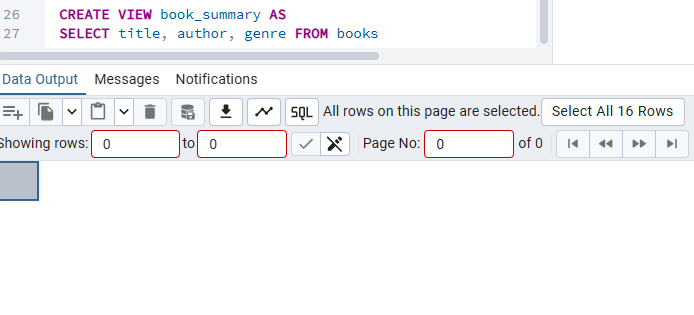 26 CREATE VIEW book_summary AS
27 SELECT title, author, genre FROM books
Data Output Messages Notifications
SQL All rows on this page are selected. Select All 16 Rows
Showing rows: 0 to 0 Page No: 0 of 0